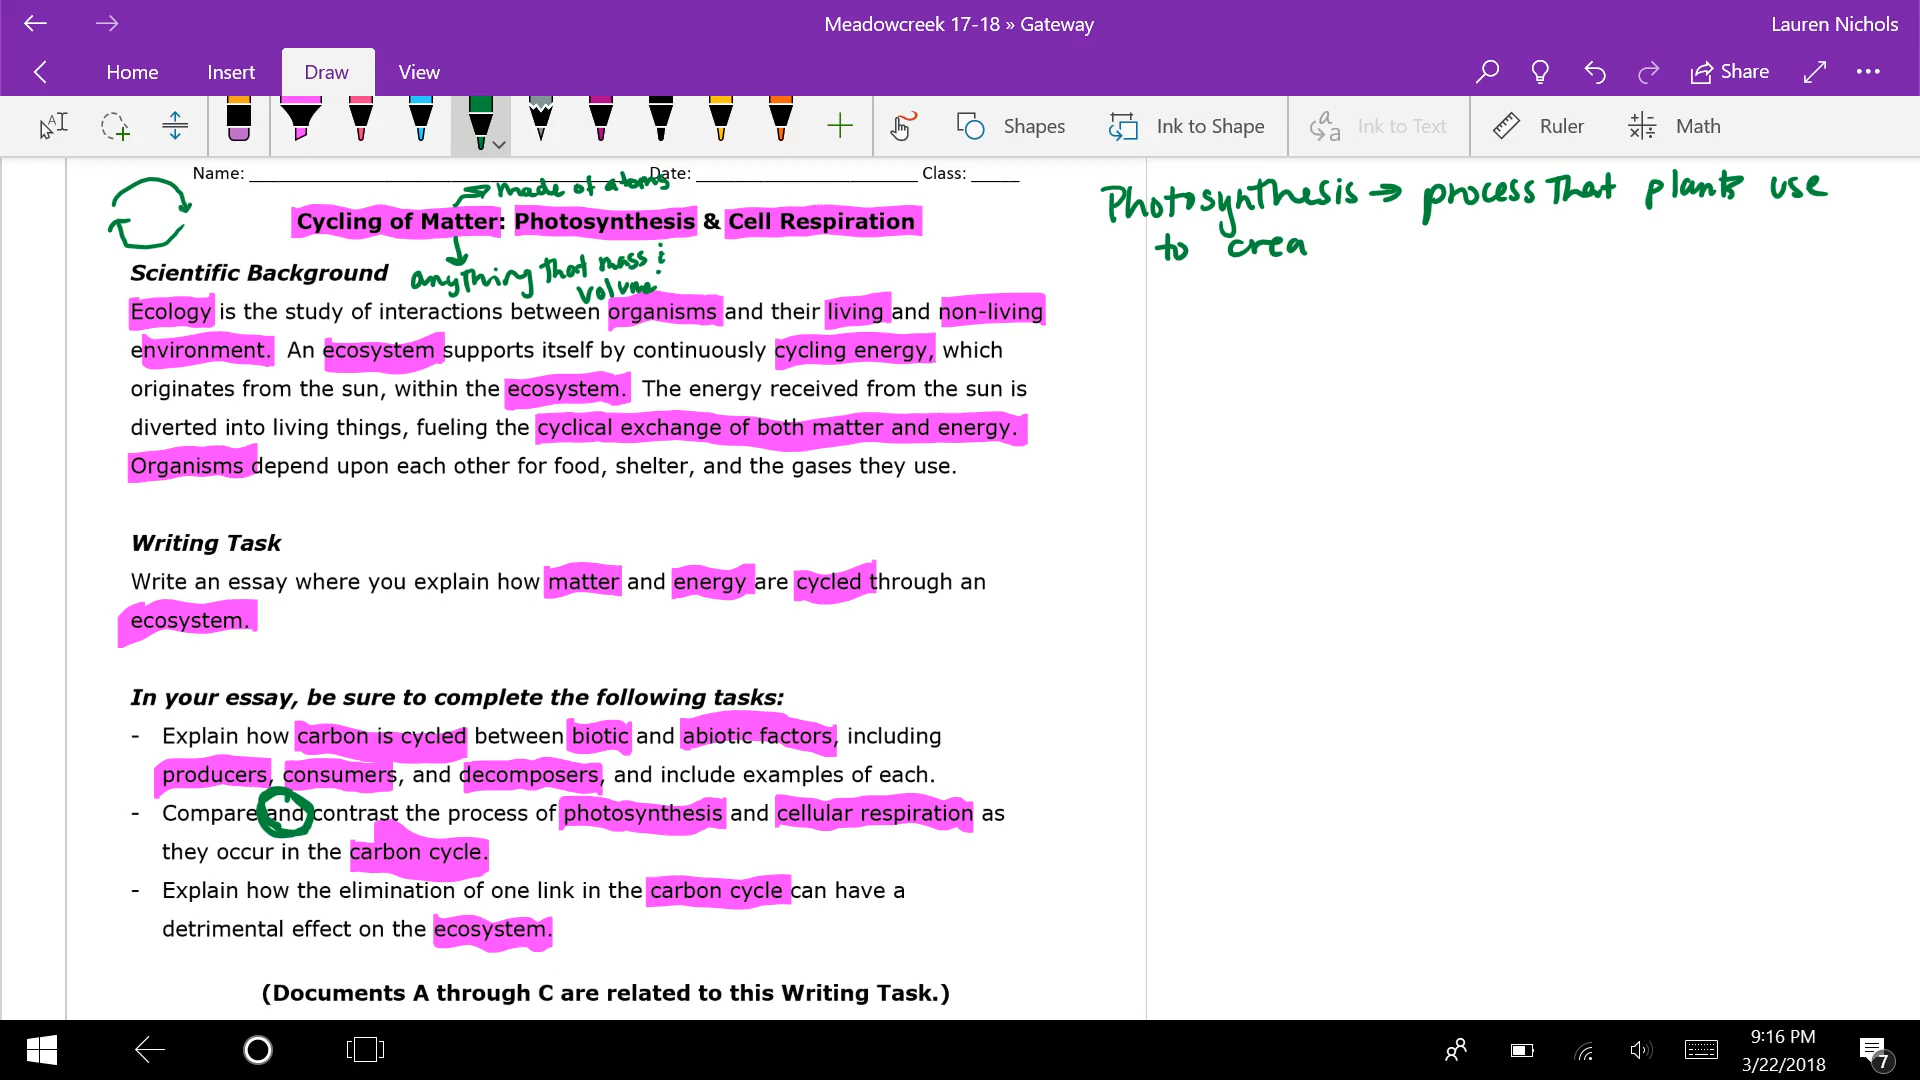 Meadowcreek 17-18 » Gateway
Lauren Nichols
Home Insert Draw View
Share
Shapes Ink to Shape Ink to Text Ruler Math
Name: Date: Class:
made of atoms
Cycling of Matter: Photosynthesis & Cell Respiration
anything that mass &
volume
Scientific Background
Ecology is the study of interactions between organisms and their living and non-living
environment. An ecosystem supports itself by continuously cycling energy, which
originates from the sun, within the ecosystem. The energy received from the sun is
diverted into living things, fueling the cyclical exchange of both matter and energy.
Organisms depend upon each other for food, shelter, and the gases they use.
Writing Task
Write an essay where you explain how matter and energy are cycled through an
ecosystem.
In your essay, be sure to complete the following tasks:
- Explain how carbon is cycled between biotic and abiotic factors, including
producers, consumers, and decomposers, and include examples of each.
- Compare and contrast the process of photosynthesis and cellular respiration as
they occur in the carbon cycle.
- Explain how the elimination of one link in the carbon cycle can have a
detrimental effect on the ecosystem.
(Documents A through C are related to this Writing Task.)
Photosynthesis → process that plants use
to crea
9:16 PM
3/22/2018
7